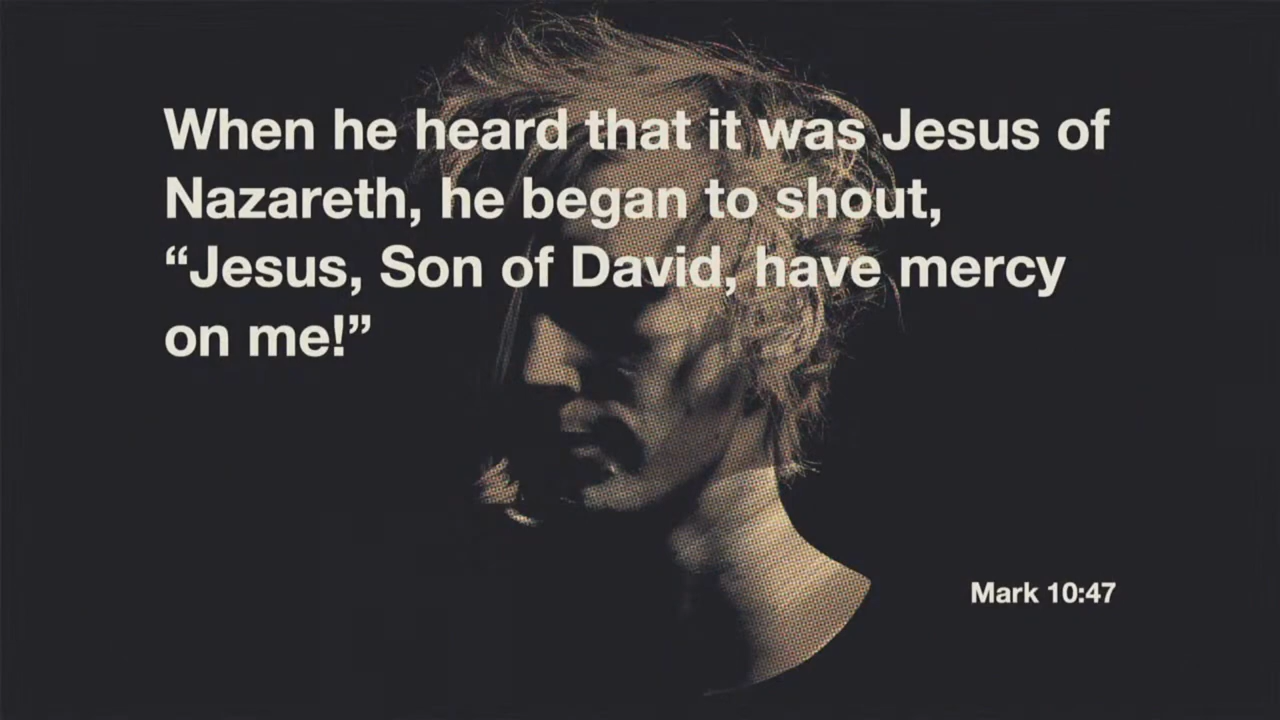 When he heard that it was Jesus of
Nazareth, he began to shout,
“Jesus, Son of David, have mercy
on me!”
Mark 10:47